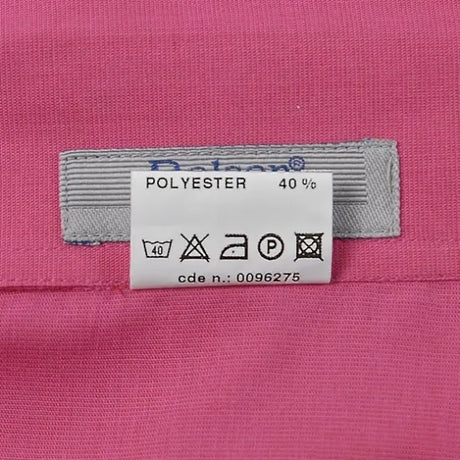 ®
POLYESTER 40 %
40 P
cde n.: 0096275